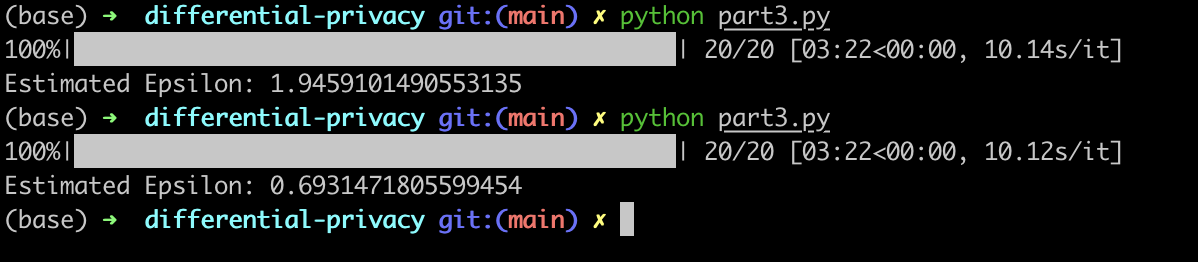 (base) ➜  differential-privacy git:(main) ✗ python part3.py
100%|██████████████████████████████| 20/20 [03:22<00:00, 10.14s/it]
Estimated Epsilon: 1.9459101490553135
(base) ➜  differential-privacy git:(main) ✗ python part3.py
100%|██████████████████████████████| 20/20 [03:22<00:00, 10.12s/it]
Estimated Epsilon: 0.6931471805599454
(base) ➜  differential-privacy git:(main) ✗